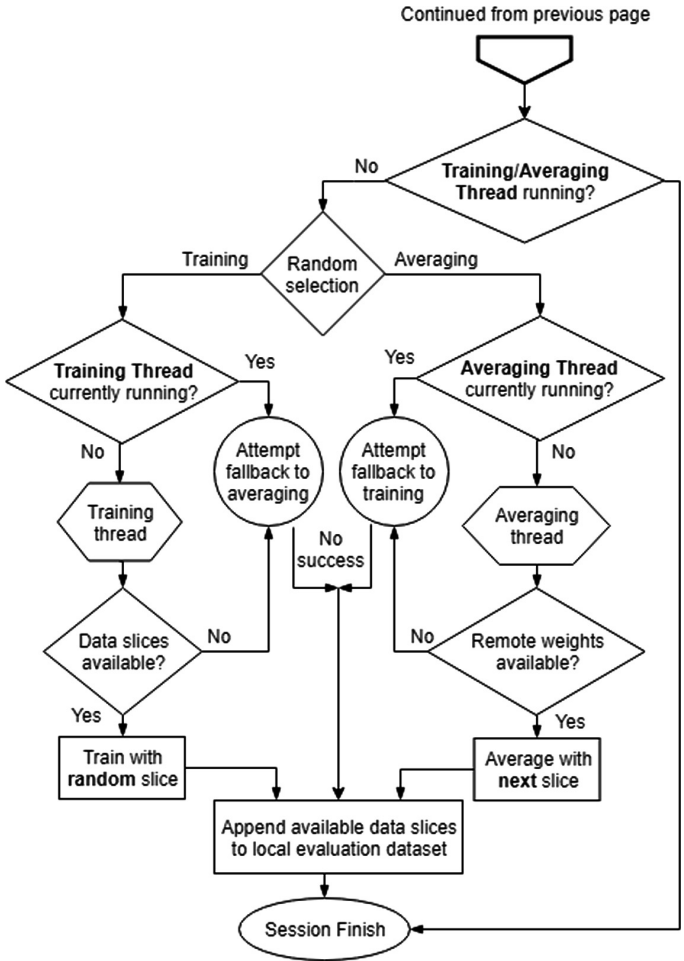 Continued from previous page
Training/Averaging
Thread running?
No
Random
selection
Training
Averaging
Training Thread
currently running?
Yes
No
Averaging Thread
currently running?
Yes
No
Attempt
fallback to
averaging
Attempt
fallback to
training
Training
thread
Averaging
thread
No
success
Data slices
available?
No
Yes
Remote weights
available?
No
Yes
Train with
random slice
Average with
next slice
Append available data slices
to local evaluation dataset
Session Finish